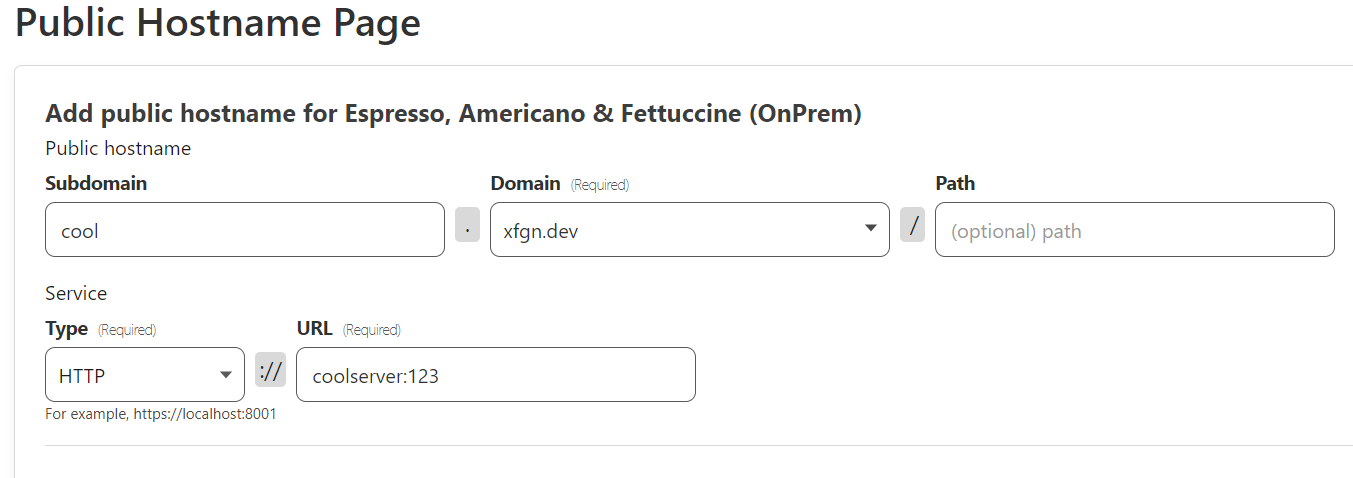 Public Hostname Page
Add public hostname for Espresso, Americano & Fettuccine (OnPrem)
Public hostname
Subdomain Domain (Required) Path
cool . xfgn.dev / (optional) path
Service
Type (Required) URL (Required)
HTTP :// coolserver:123
For example, https://localhost:8001